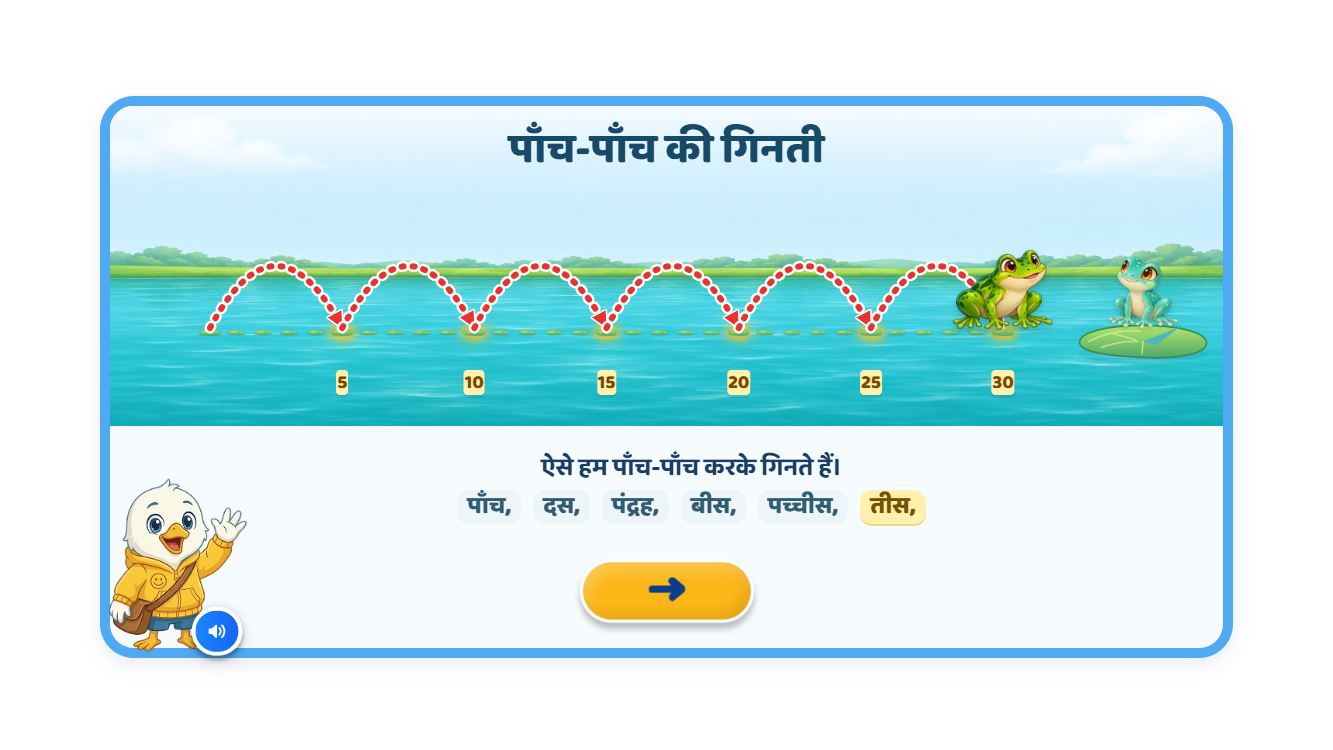 पाँच-पाँच की गिनती
5 10 15 20 25 30
ऐसे हम पाँच-पाँच करके गिनते हैं।
पाँच, दस, पंद्रह, बीस, पच्चीस, तीस,